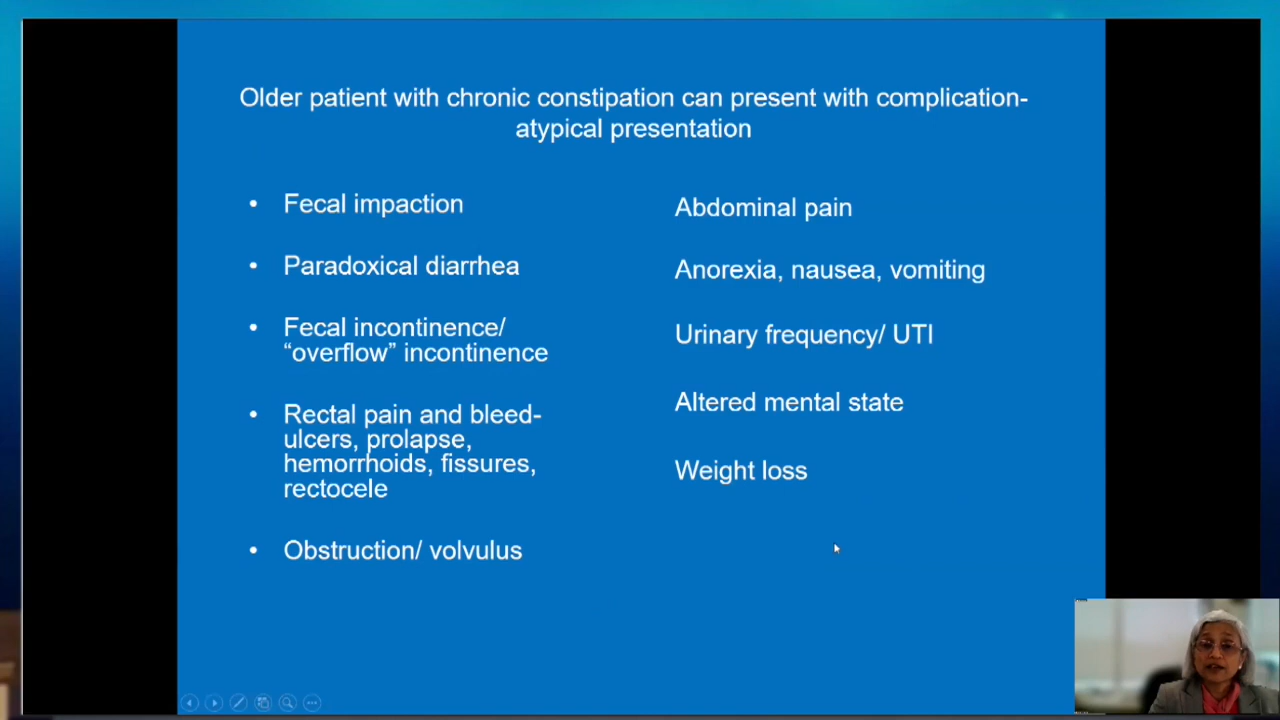 Older patient with chronic constipation can present with complication-
atypical presentation
• Fecal impaction
• Paradoxical diarrhea
• Fecal incontinence/
“overflow” incontinence
• Rectal pain and bleed-
ulcers, prolapse,
hemorrhoids, fissures,
rectocele
• Obstruction/ volvulus
Abdominal pain
Anorexia, nausea, vomiting
Urinary frequency/ UTI
Altered mental state
Weight loss